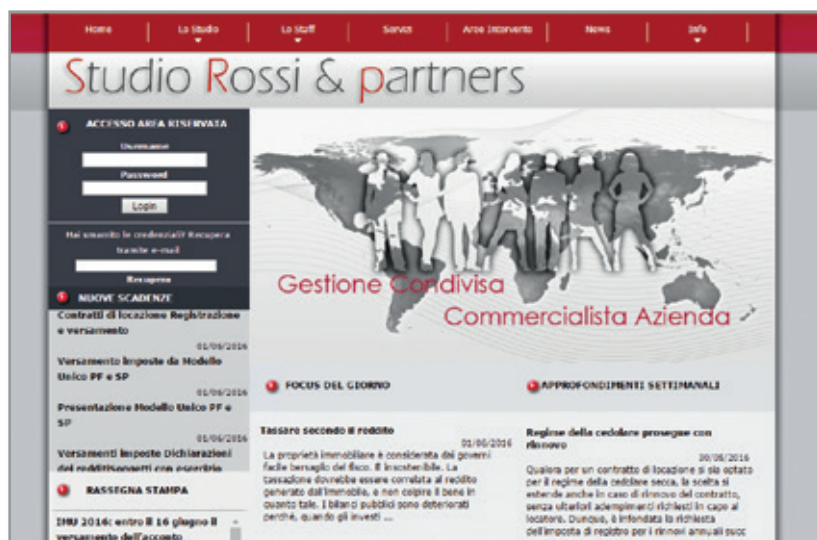 Home Lo Studio Lo Staff Servizi Aree Intervento News Info
Studio Rossi & partners
ACCESSO AREA RISERVATA
Username
Password
Login
Hai smarrito le credenziali? Recupera
tramite e-mail
Recupera
NUOVE SCADENZE
Contratti di locazione Registrazione
e versamento
01/06/2016
Versamento imposte da Modello
Unico PF e SP
01/06/2016
Presentazione Modello Unico PF e
SP
01/06/2016
Versamenti imposte Dichiarazioni
dei redditi soggetti con esercizio
RASSEGNA STAMPA
IMU 2016: entro il 16 giugno il
versamento dell'acconto
Gestione Condivisa
Commercialista Azienda
FOCUS DEL GIORNO
Tassare secondo il reddito
01/06/2016
La proprietà immobiliare è considerata dai governi
facile bersaglio del fisco. È insostenibile. La
tassazione dovrebbe essere correlata al reddito
generato dall'immobile, e non colpire il bene in
quanto tale. I bilanci pubblici sono deteriorati
perché, quando gli investi ...
APPROFONDIMENTI SETTIMANALI
Regime della cedolare prosegue con
rinnovo
30/05/2016
Qualora per un contratto di locazione si sia optato
per il regime della cedolare secca, la scelta si
estende anche in caso di rinnovo del contratto,
senza ulteriori adempimenti richiesti in capo al
locatore. Dunque, è infondata la richiesta
dell'imposta di registro per i rinnovi annuali succ